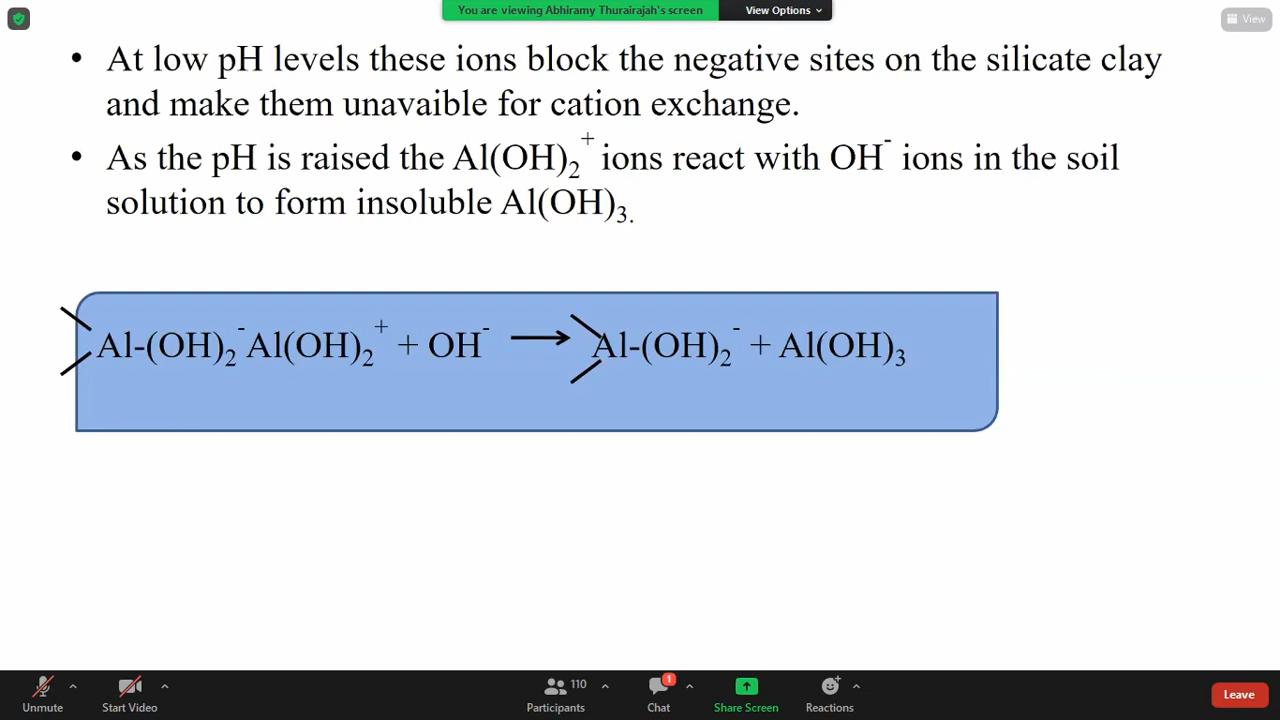 You are viewing Abhiramy Thurairajah's screen
View Options
View
• At low pH levels these ions block the negative sites on the silicate clay
and make them unavaible for cation exchange.
• As the pH is raised the Al(OH)₂⁺ ions react with OH⁻ ions in the soil
solution to form insoluble Al(OH)₃.
Al-(OH)₂⁻Al(OH)₂⁺ + OH⁻ ⟶ Al-(OH)₂⁻ + Al(OH)₃
110
1
Unmute
Start Video
Participants
Chat
Share Screen
Reactions
Leave